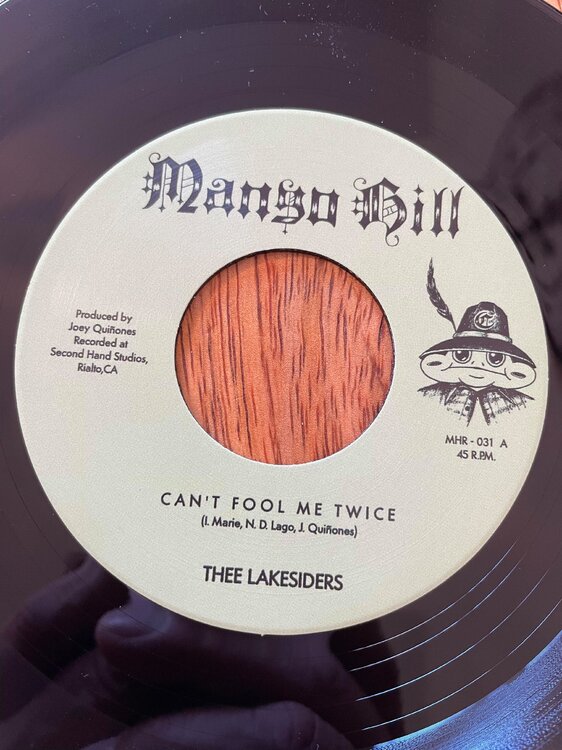 Mango Hill
Produced by
Joey Quiñones
Recorded at
Second Hand Studios,
Rialto,CA
MHR - 031 A
45 R.P.M.
CAN'T FOOL ME TWICE
(I. Marie, N. D. Lago, J. Quiñones)
THEE LAKESIDERS